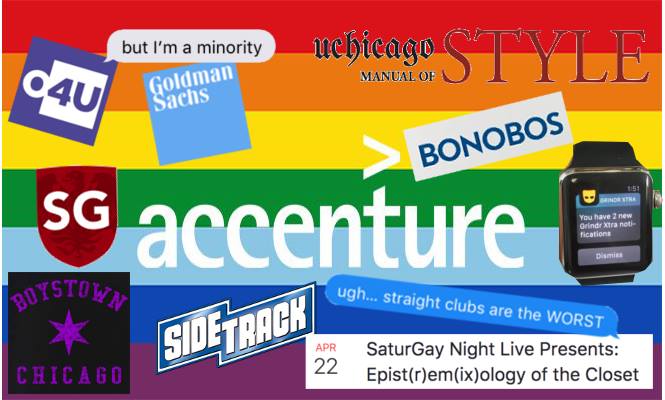 but I'm a minority
O4U
Goldman
Sachs
uchicago
MANUAL OF STYLE
>
BONOBOS
SG
accenture
1:51
GRINDR XTRA
You have 2 new
Grindr Xtra noti-
fications
Dismiss
BOYSTOWN
CHICAGO
SIDETRACK
ugh... straight clubs are the WORST
APR
22
SaturGay Night Live Presents:
Epist(r)em(ix)ology of the Closet